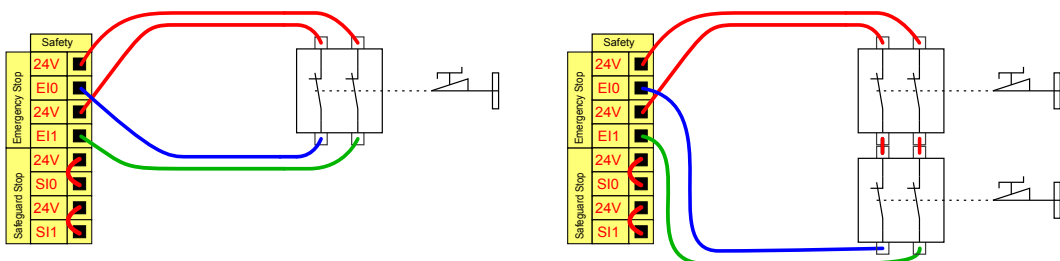 Safety
Emergency Stop
24V
EI0
24V
EI1
Safeguard Stop
24V
SI0
24V
SI1
Safety
Emergency Stop
24V
EI0
24V
EI1
Safeguard Stop
24V
SI0
24V
SI1